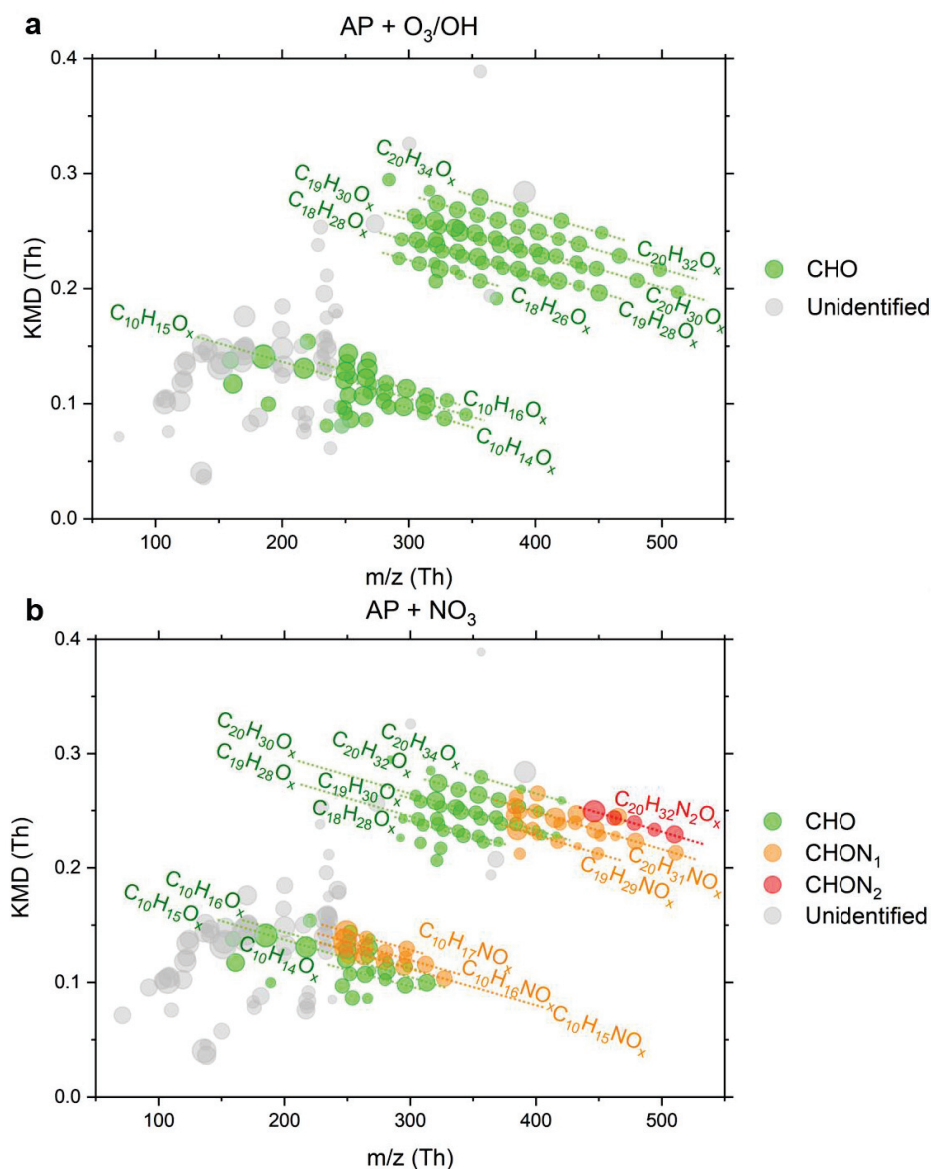 a
AP + O₃/OH
0.4
0.3
0.2
0.1
0.0
KMD (Th)
C₂₀H₃₄Oₓ
C₁₉H₃₀Oₓ
C₁₈H₂₈Oₓ
C₁₀H₁₅Oₓ
C₂₀H₃₂Oₓ
C₂₀H₃₀Oₓ
C₁₉H₂₈Oₓ
C₁₈H₂₆Oₓ
C₁₀H₁₆Oₓ
C₁₀H₁₄Oₓ
CHO
Unidentified
100 200 300 400 500
m/z (Th)
b
AP + NO₃
0.4
0.3
0.2
0.1
0.0
KMD (Th)
C₂₀H₃₀Oₓ
C₂₀H₃₂Oₓ
C₂₀H₃₄Oₓ
C₁₉H₂₈Oₓ
C₁₉H₃₀Oₓ
C₁₈H₂₈Oₓ
C₂₀H₃₂N₂Oₓ
C₂₀H₃₁NOₓ
C₁₉H₂₉NOₓ
C₁₀H₁₆Oₓ
C₁₀H₁₅Oₓ
C₁₀H₁₄Oₓ
C₁₀H₁₇NOₓ
C₁₀H₁₆NOₓ
C₁₀H₁₅NOₓ
CHO
CHON₁
CHON₂
Unidentified
100 200 300 400 500
m/z (Th)